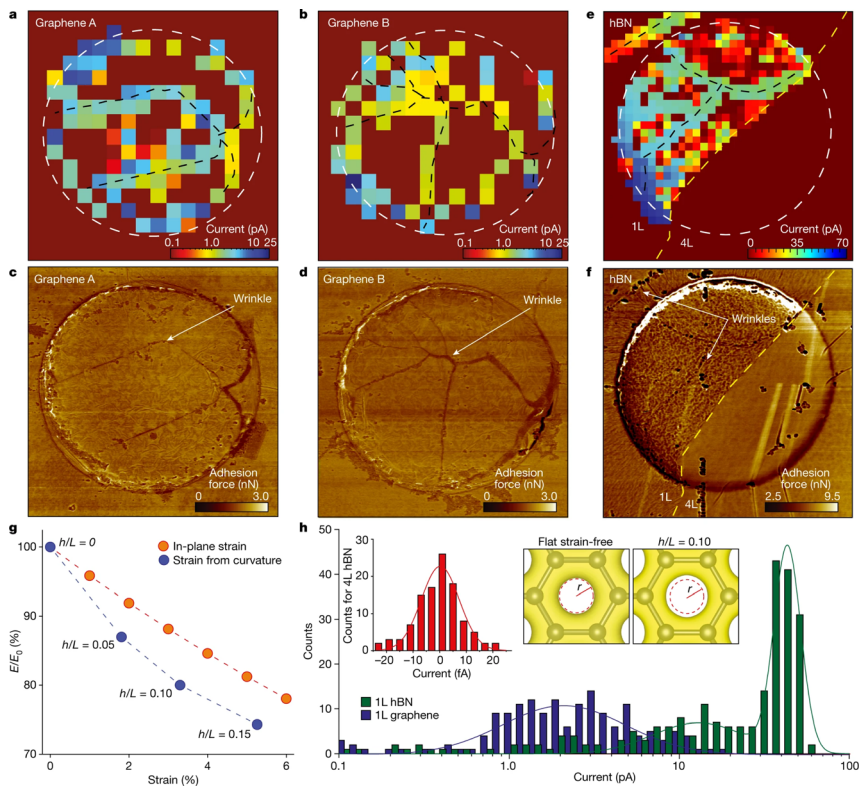 a
Graphene A
Current (pA)
0.1 1.0 10 25
b
Graphene B
Current (pA)
0.1 1.0 10 25
e
hBN
1L
4L
Current (pA)
0 35 70
c
Graphene A
Wrinkle
Adhesion
force (nN)
0 3.0
d
Graphene B
Wrinkle
Adhesion
force (nN)
0 3.0
f
hBN
Wrinkles
1L
4L
Adhesion
force (nN)
2.5 9.5
g
100
90
80
70
E/E0 (%)
h/L = 0
h/L = 0.05
h/L = 0.10
h/L = 0.15
In-plane strain
Strain from curvature
0 2 4 6
Strain (%)
h
50
40
30
20
10
0
Counts
30
20
10
0
Counts for 4L hBN
−20 −10 0 10 20
Current (fA)
Flat strain-free
r
h/L = 0.10
r
1L hBN
1L graphene
0.1 1.0 10 100
Current (pA)